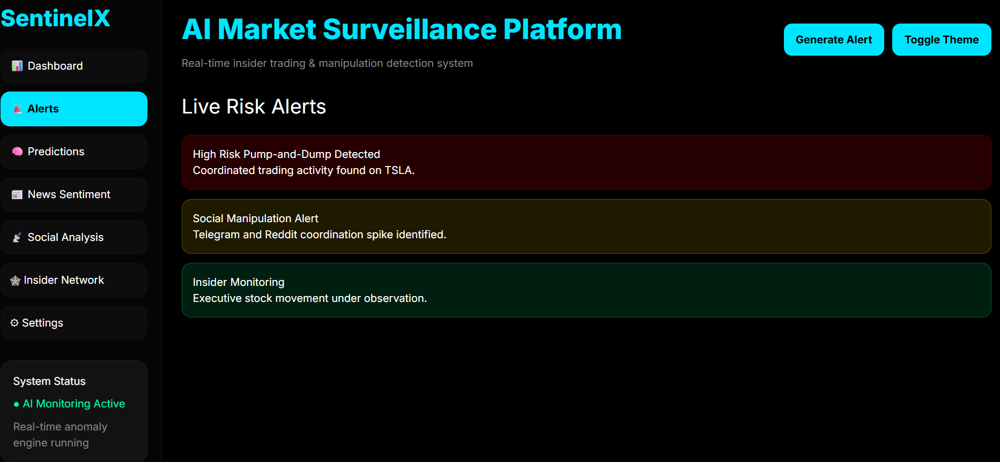 SentinelX
Dashboard
Alerts
Predictions
News Sentiment
Social Analysis
Insider Network
Settings
System Status
● AI Monitoring Active
Real-time anomaly
engine running
AI Market Surveillance Platform
Real-time insider trading & manipulation detection system
Generate Alert
Toggle Theme
Live Risk Alerts
High Risk Pump-and-Dump Detected
Coordinated trading activity found on TSLA.
Social Manipulation Alert
Telegram and Reddit coordination spike identified.
Insider Monitoring
Executive stock movement under observation.